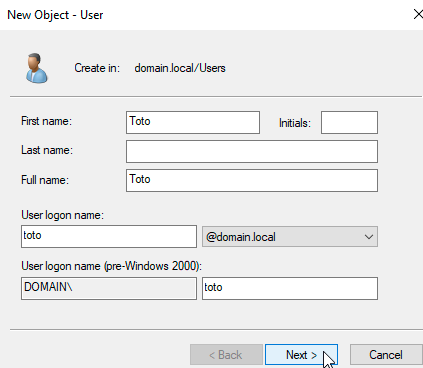 New Object - User
Create in: domain.local/Users
First name: Toto Initials:
Last name:
Full name: Toto
User logon name:
toto @domain.local
User logon name (pre-Windows 2000):
DOMAIN\ toto
< Back Next > Cancel